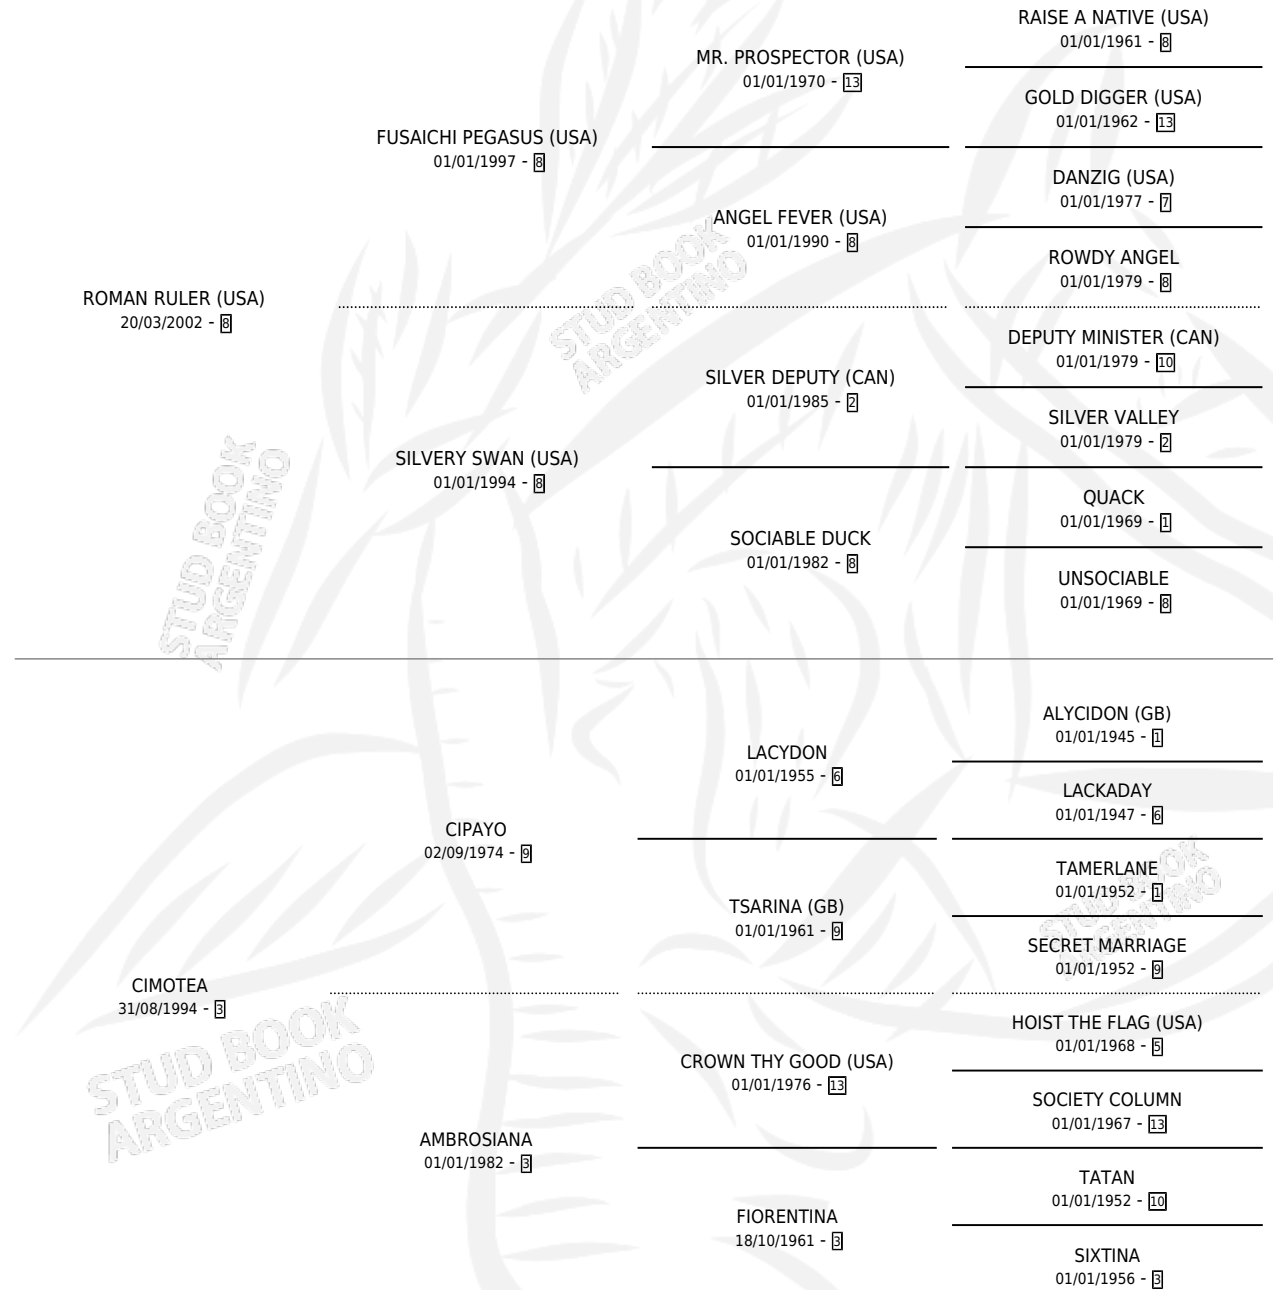 RAISE A NATIVE (USA)
01/01/1961 - 8
MR. PROSPECTOR (USA)
01/01/1970 - 13
GOLD DIGGER (USA)
01/01/1962 - 13
FUSAICHI PEGASUS (USA)
01/01/1997 - 8
DANZIG (USA)
01/01/1977 - 7
ANGEL FEVER (USA)
01/01/1990 - 8
ROWDY ANGEL
01/01/1979 - 8
ROMAN RULER (USA)
20/03/2002 - 8
DEPUTY MINISTER (CAN)
01/01/1979 - 10
SILVER DEPUTY (CAN)
01/01/1985 - 2
SILVER VALLEY
01/01/1979 - 2
SILVERY SWAN (USA)
01/01/1994 - 8
QUACK
01/01/1969 - 1
SOCIABLE DUCK
01/01/1982 - 8
UNSOCIABLE
01/01/1969 - 8
ALYCIDON (GB)
01/01/1945 - 1
LACYDON
01/01/1955 - 6
LACKADAY
01/01/1947 - 6
CIPAYO
02/09/1974 - 9
TAMERLANE
01/01/1952 - 1
TSARINA (GB)
01/01/1961 - 9
SECRET MARRIAGE
01/01/1952 - 9
CIMOTEA
31/08/1994 - 3
HOIST THE FLAG (USA)
01/01/1968 - 5
CROWN THY GOOD (USA)
01/01/1976 - 13
SOCIETY COLUMN
01/01/1967 - 13
AMBROSIANA
01/01/1982 - 3
TATAN
01/01/1952 - 10
FIORENTINA
18/10/1961 - 3
SIXTINA
01/01/1956 - 3
STUD BOOK
ARGENTINO
STUD BOOK
ARGENTINO
STUD BOOK
ARGENTINO
STUD BOOK
ARGENTINO